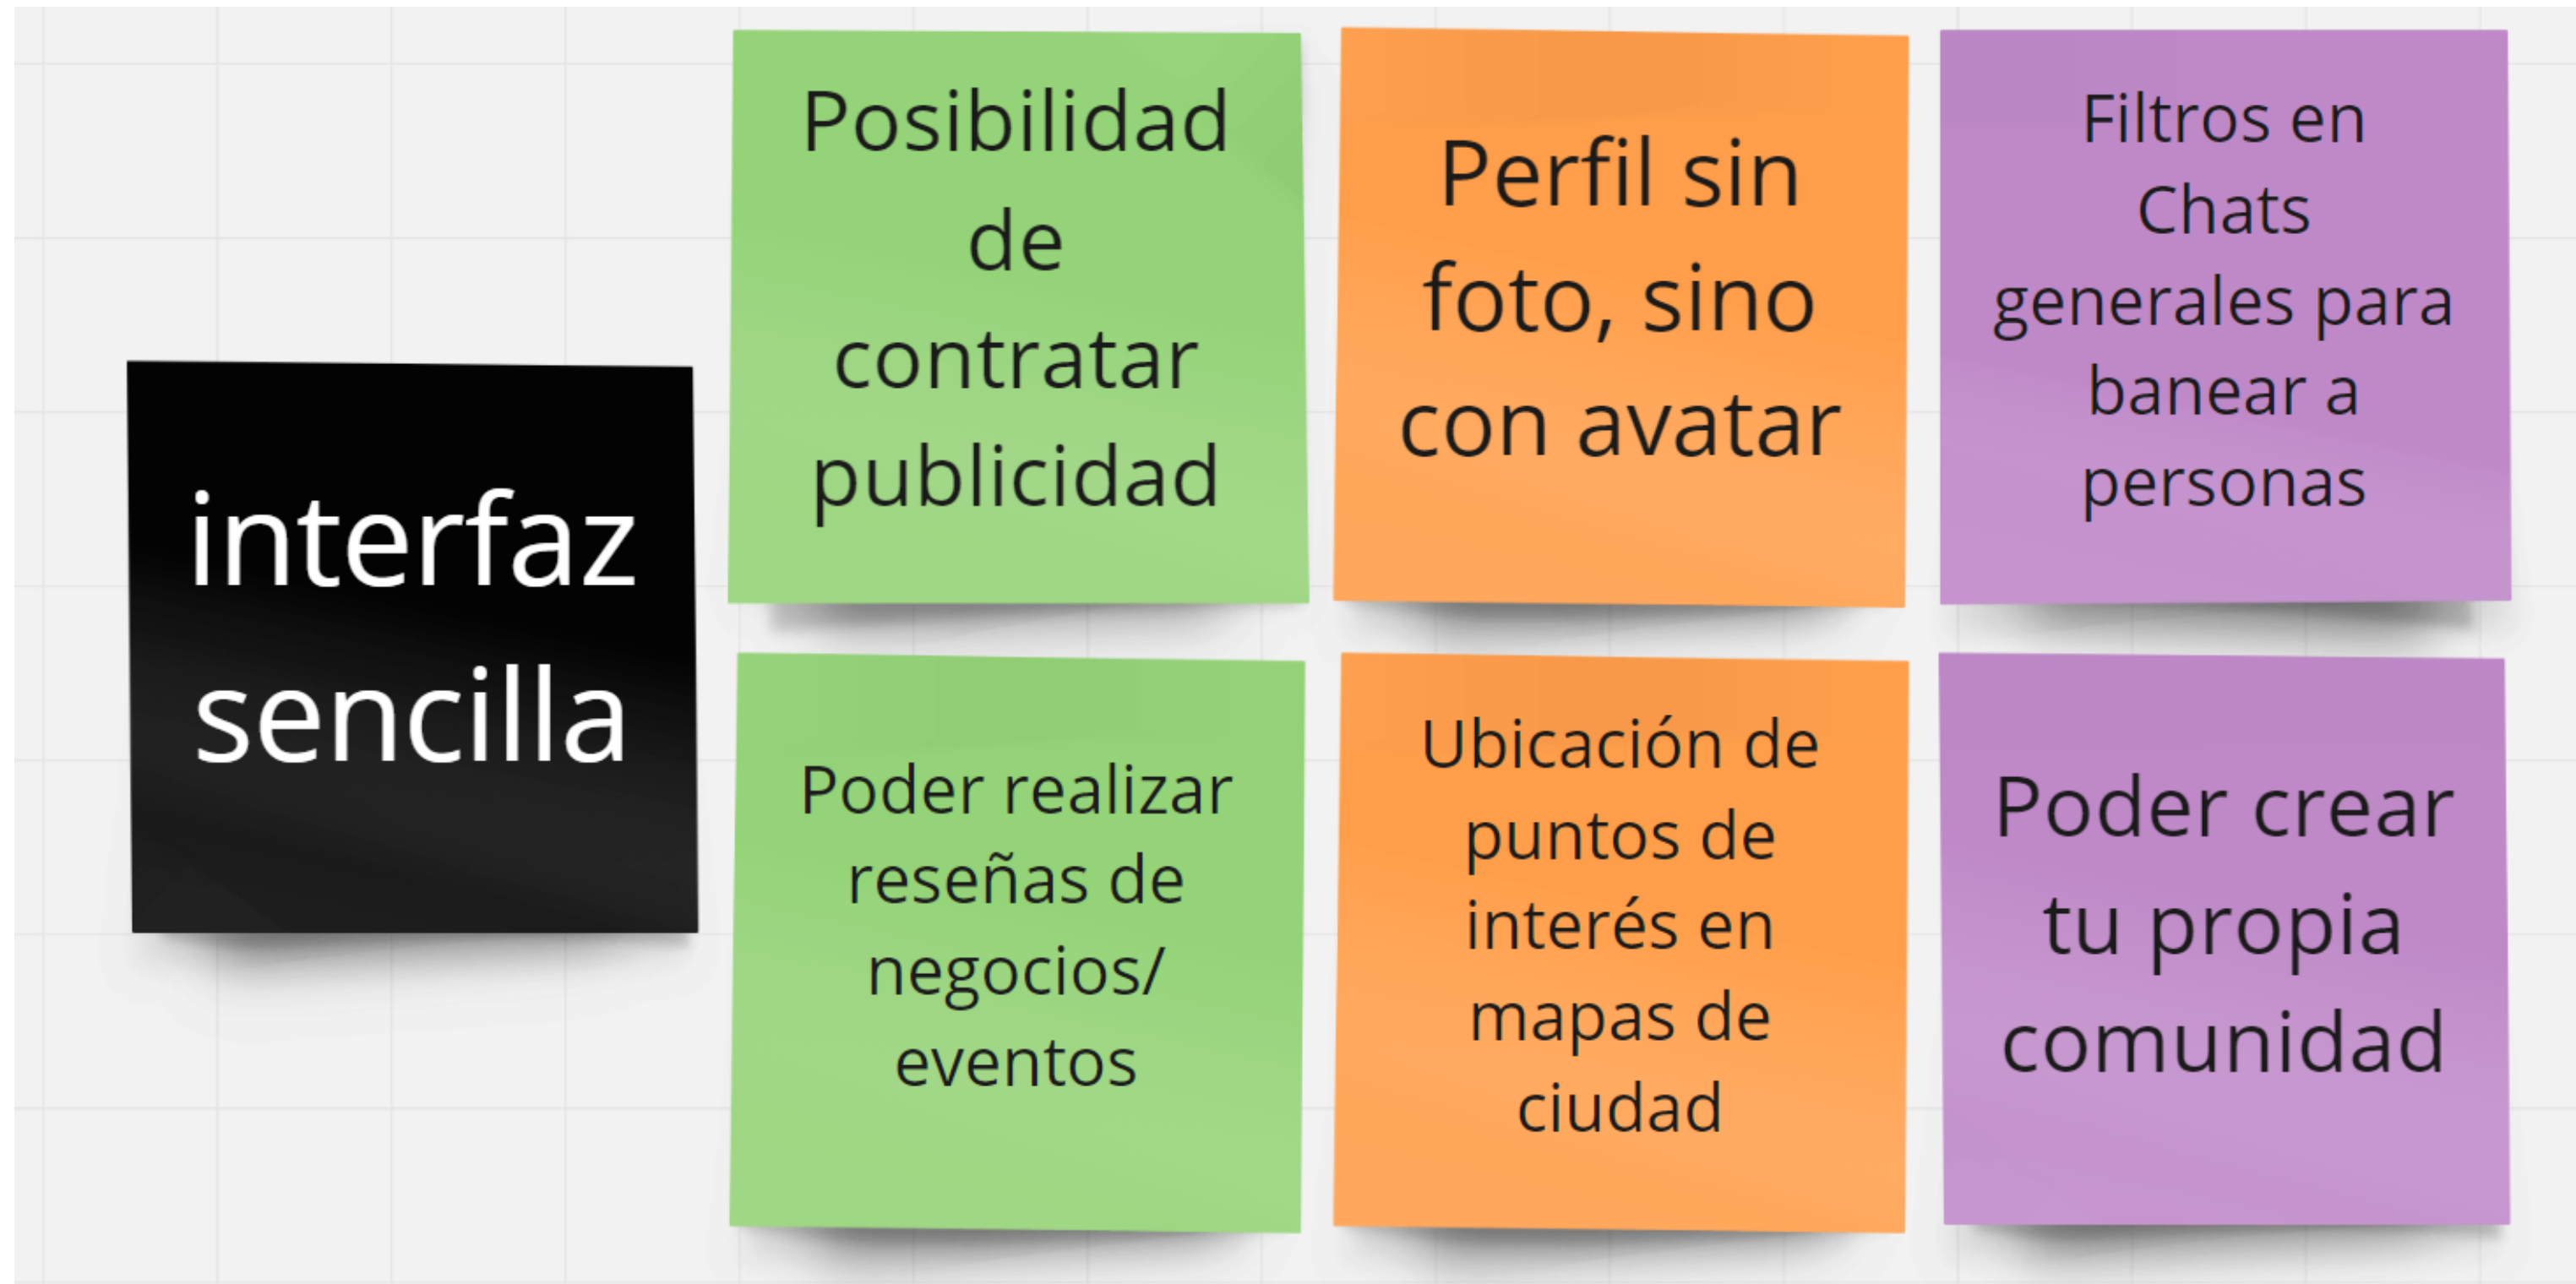 interfaz
sencilla
Posibilidad
de
contratar
publicidad
Perfil sin
foto, sino
con avatar
Filtros en
Chats
generales para
banear a
personas
Poder realizar
reseñas de
negocios/
eventos
Ubicación de
puntos de
interés en
mapas de
ciudad
Poder crear
tu propia
comunidad